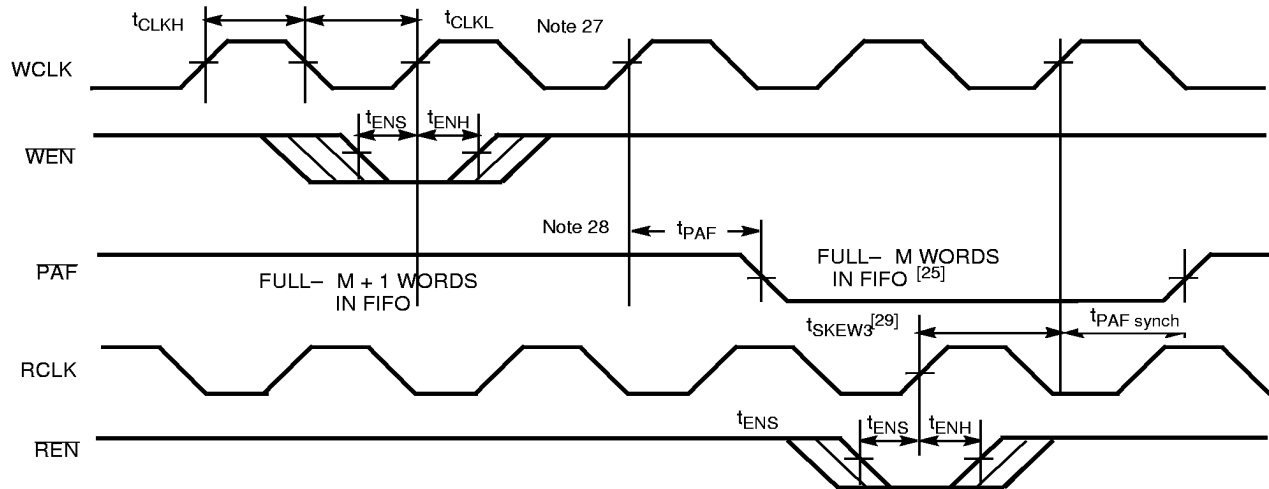 tCLKH
tCLKL
Note 27
WCLK
tENS
tENH
WEN
Note 28
tPAF
PAF
FULL– M + 1 WORDS
IN FIFO
FULL– M WORDS
IN FIFO [25]
tSKEW3[29]
tPAF synch
RCLK
tENS
tENS
tENH
REN